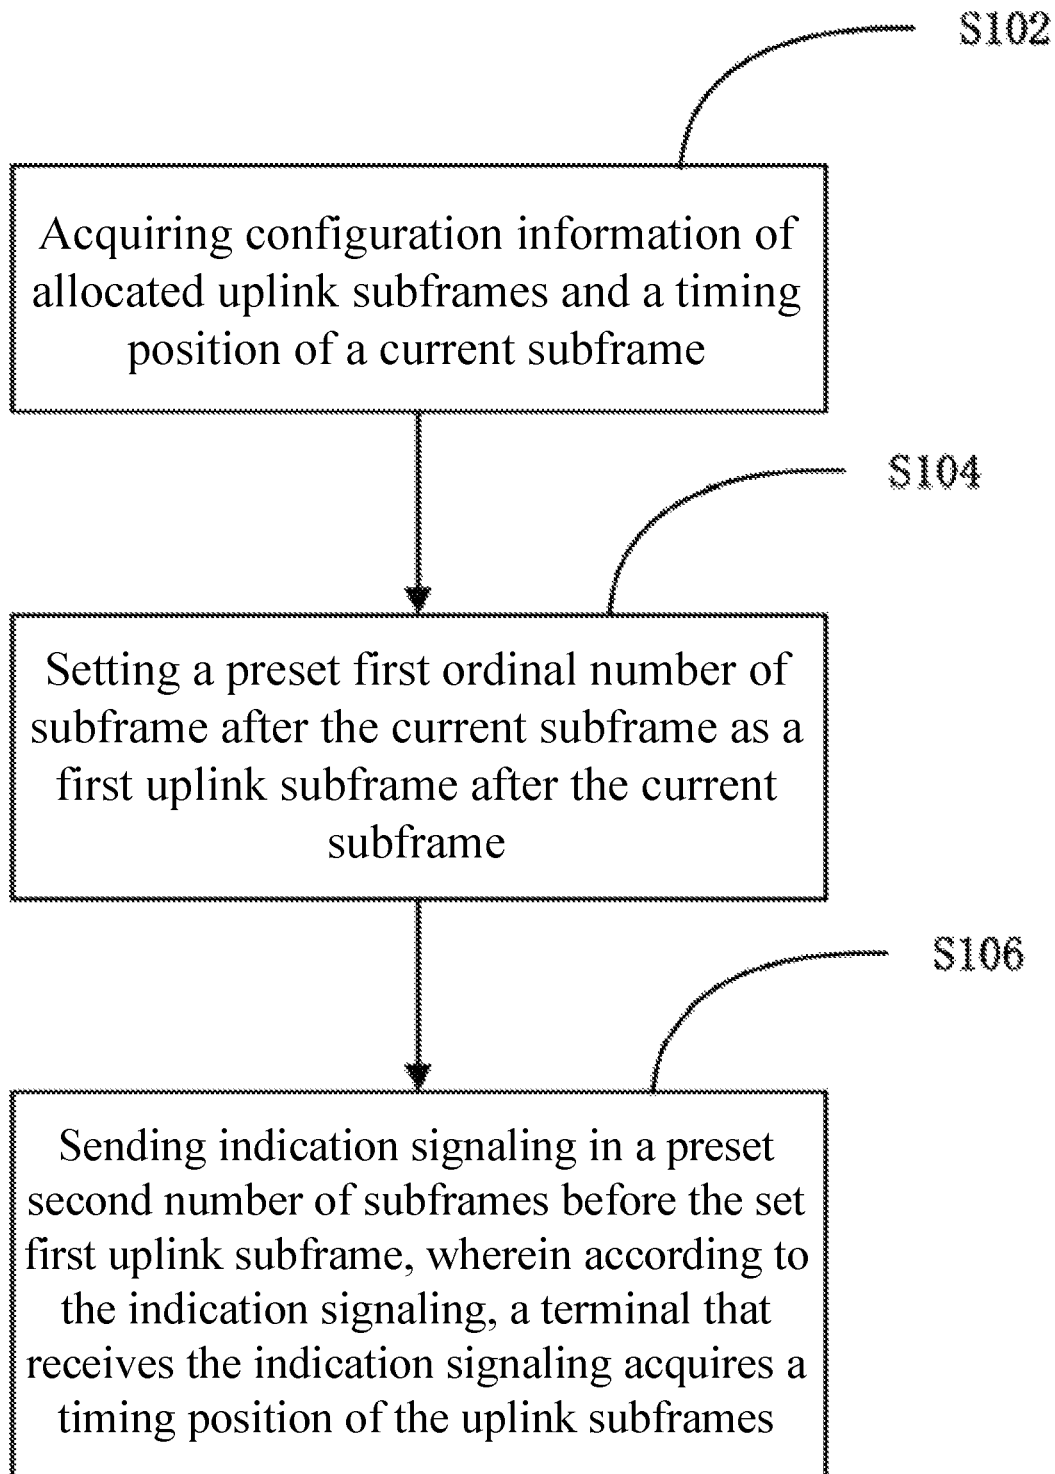 S102
Acquiring configuration information of
allocated uplink subframes and a timing
position of a current subframe
S104
Setting a preset first ordinal number of
subframe after the current subframe as a
first uplink subframe after the current
subframe
S106
Sending indication signaling in a preset
second number of subframes before the set
first uplink subframe, wherein according to
the indication signaling, a terminal that
receives the indication signaling acquires a
timing position of the uplink subframes